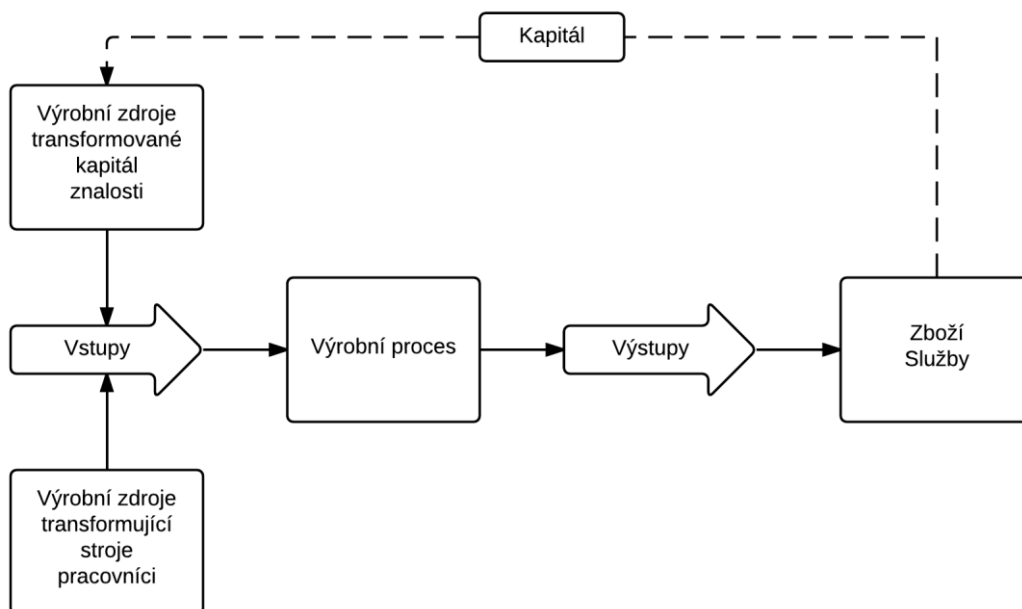 Kapitál
Výrobní zdroje
transformované
kapitál
znalosti
Vstupy
Výrobní proces
Výstupy
Zboží
Služby
Výrobní zdroje
transformující
stroje
pracovníci